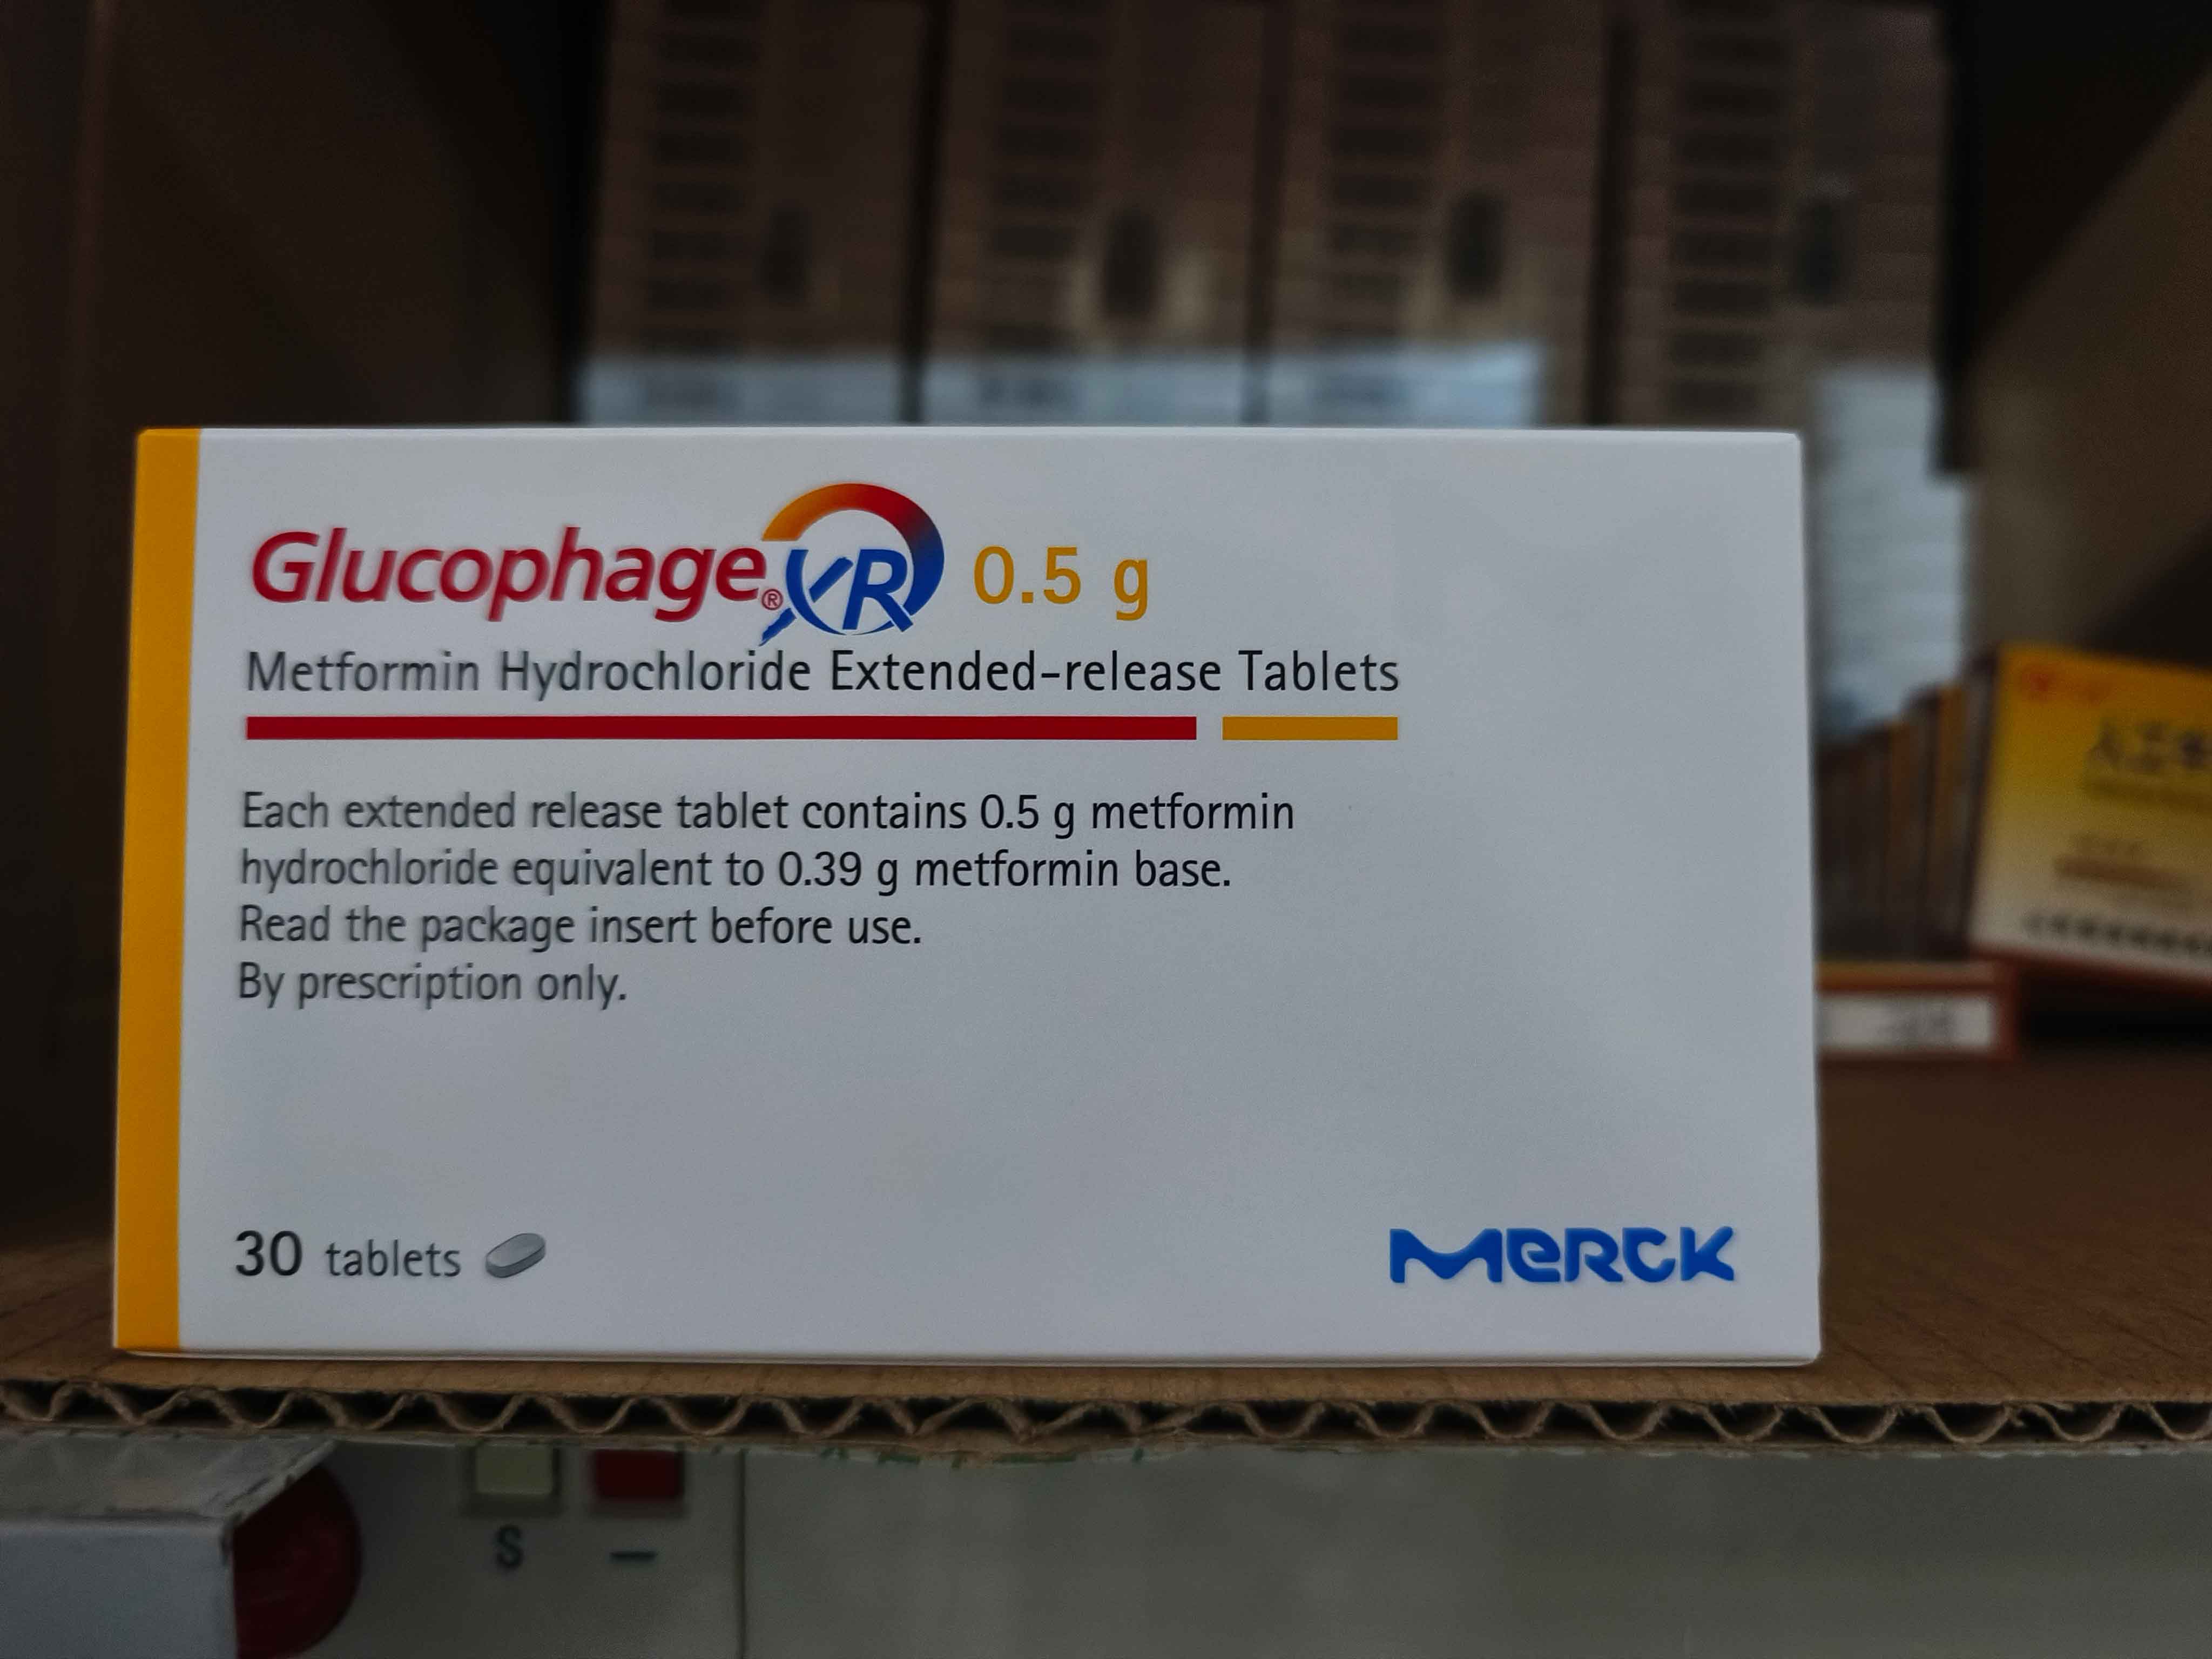 Glucophage® XR 0.5 g
Metformin Hydrochloride Extended-release Tablets
Each extended release tablet contains 0.5 g metformin
hydrochloride equivalent to 0.39 g metformin base.
Read the package insert before use.
By prescription only.
30 tablets
MERCK
S